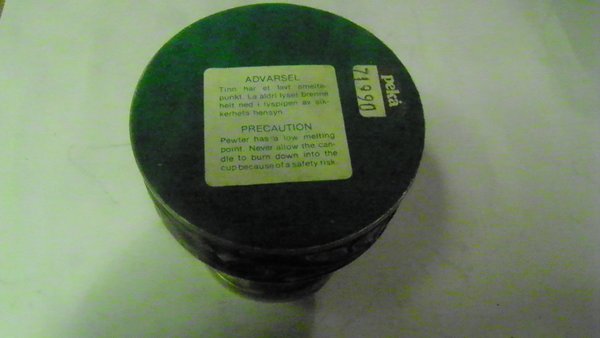 ADVARSEL
Tinn har et lavt smelte-
punkt. La aldri lyset brenne
helt ned i lyspipen av sik-
kerhets hensyn.
PRECAUTION
Pewter has a low melting
point. Never allow the can-
dle to burn down into the
cup because of a safety risk.
pekå
71990